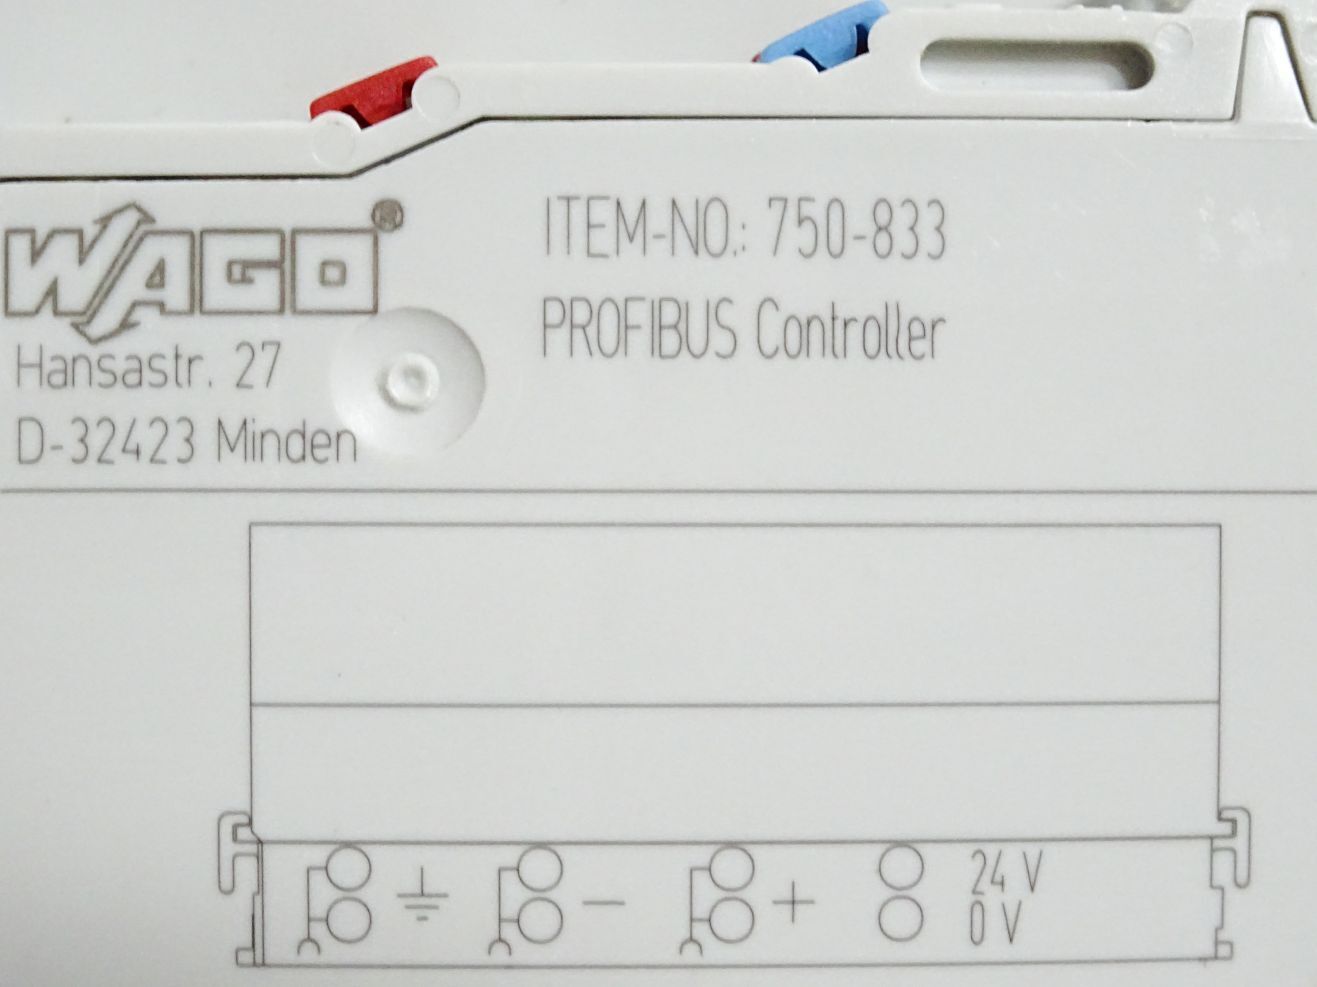 WAGO®
Hansastr. 27
D-32423 Minden
ITEM-NO.: 750-833
PROFIBUS Controller
24 V
0 V
- +